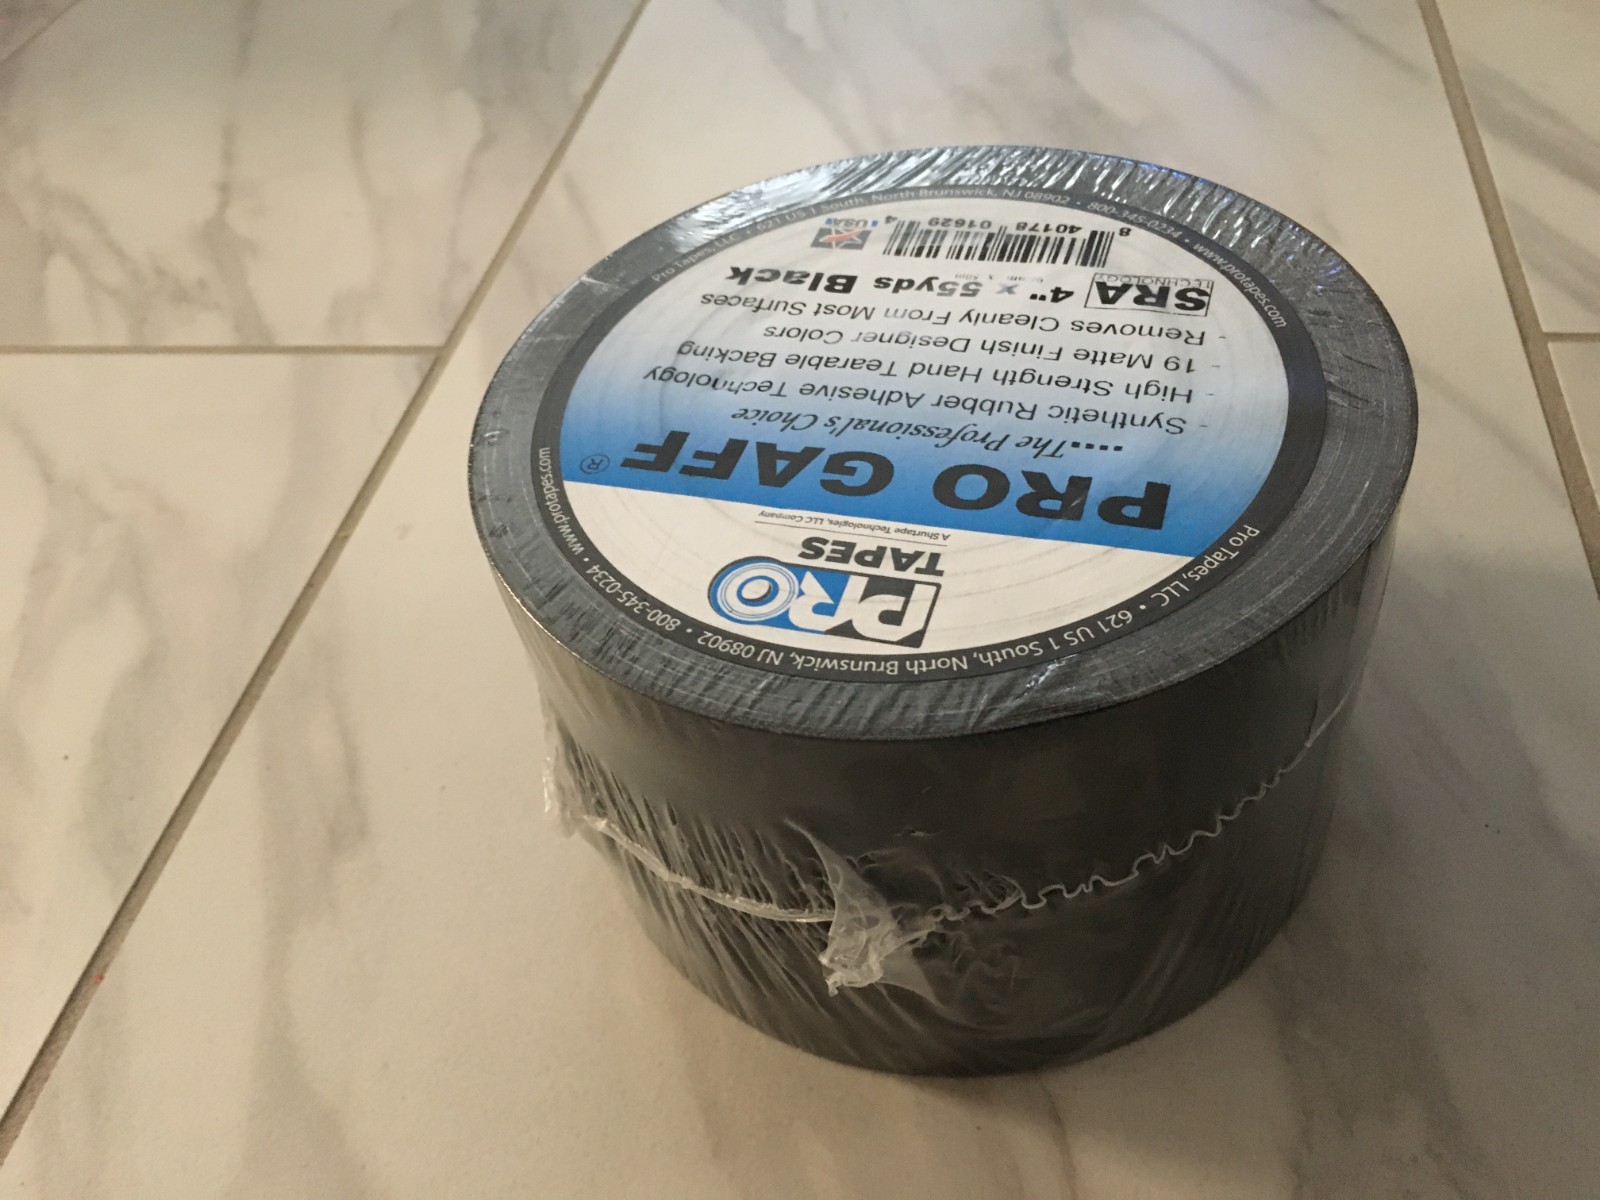 PRO
TAPES
A Shurtape Technologies, LLC Company
PRO GAFF®
....The Professional's Choice
- Synthetic Rubber Adhesive Technology
- High Strength Hand Tearable Backing
- 19 Matte Finish Designer Colors
- Removes Cleanly From Most Surfaces
SRA 4" x 55yds Black
TECHNOLOGY
8 40178 01629 4
USA
Pro Tapes, LLC • 621 US 1 South, North Brunswick, NJ 08902 • 800-345-0234 • www.protapes.com
Pro Tapes, LLC • 621 US 1 South, North Brunswick, NJ 08902 • 800-345-0234 • www.protapes.com